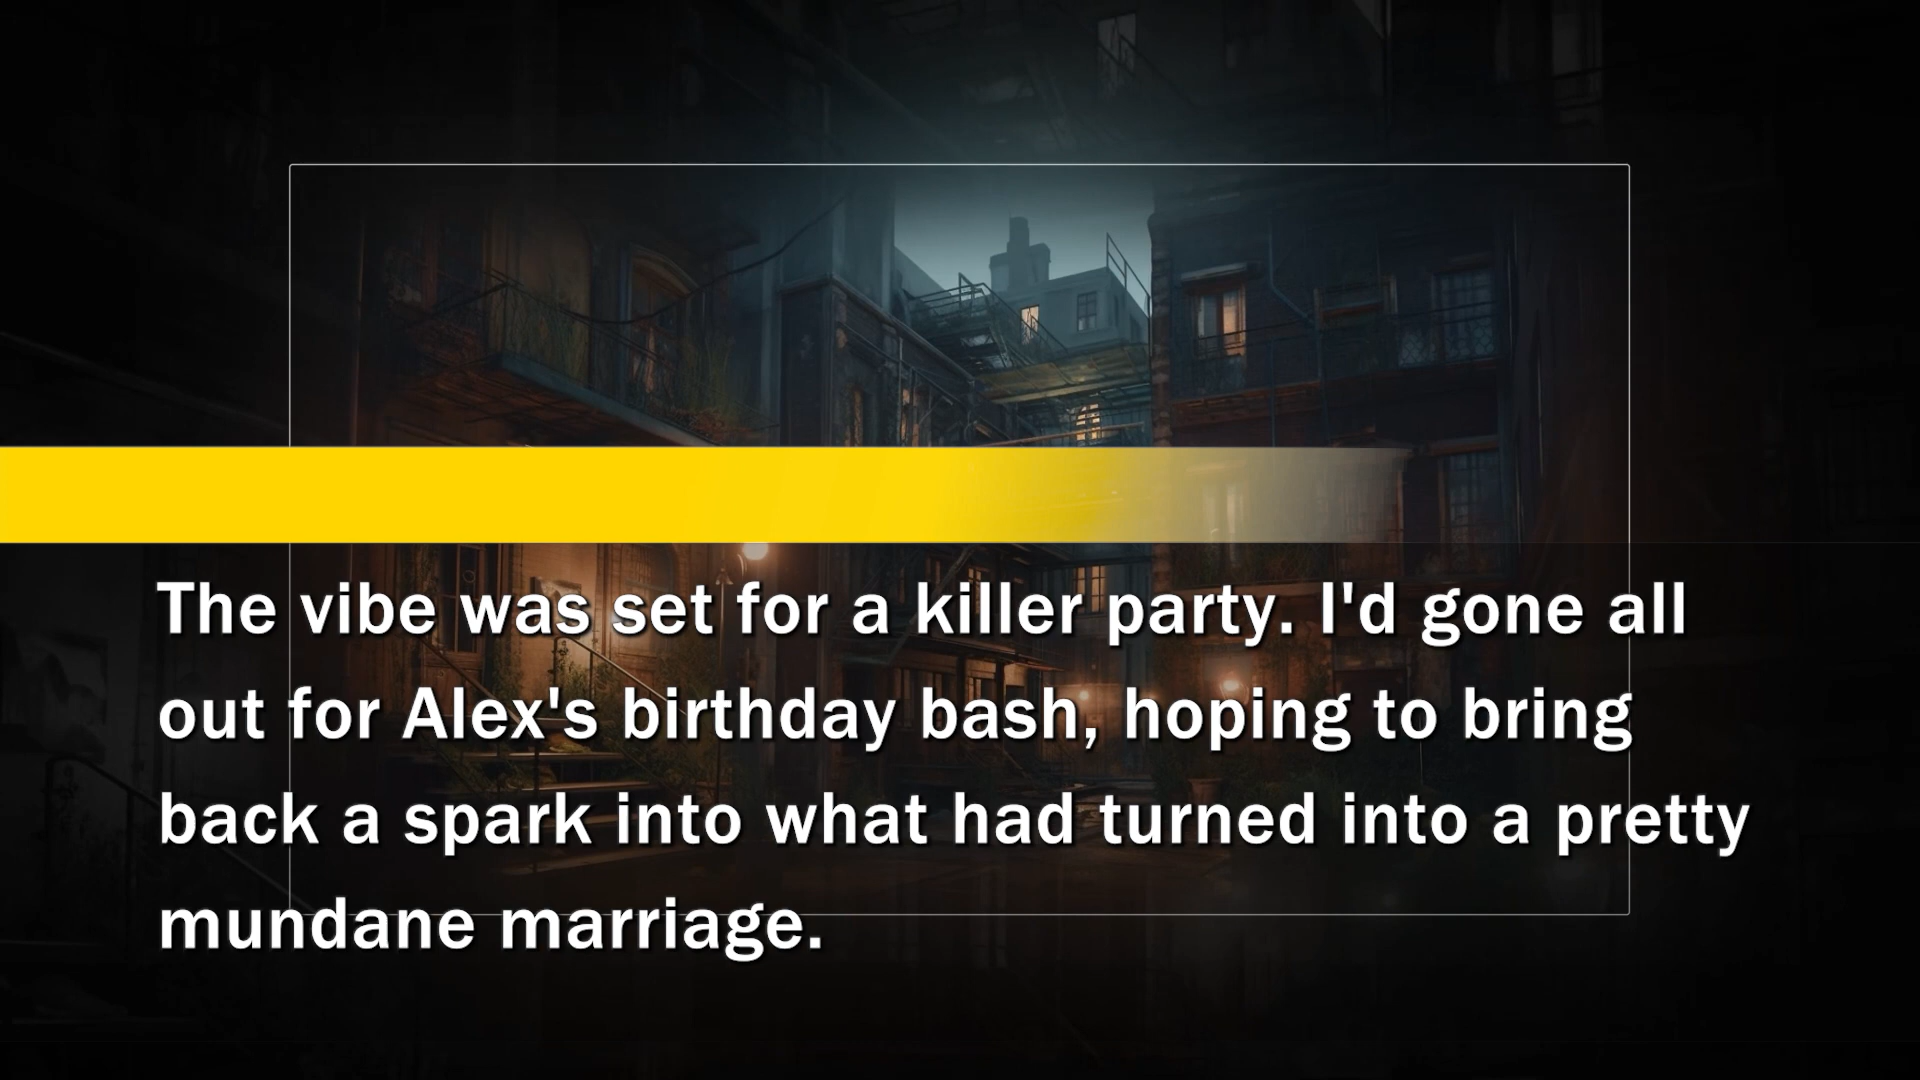 The vibe was set for a killer party. I'd gone all
out for Alex's birthday bash, hoping to bring
back a spark into what had turned into a pretty
mundane marriage.